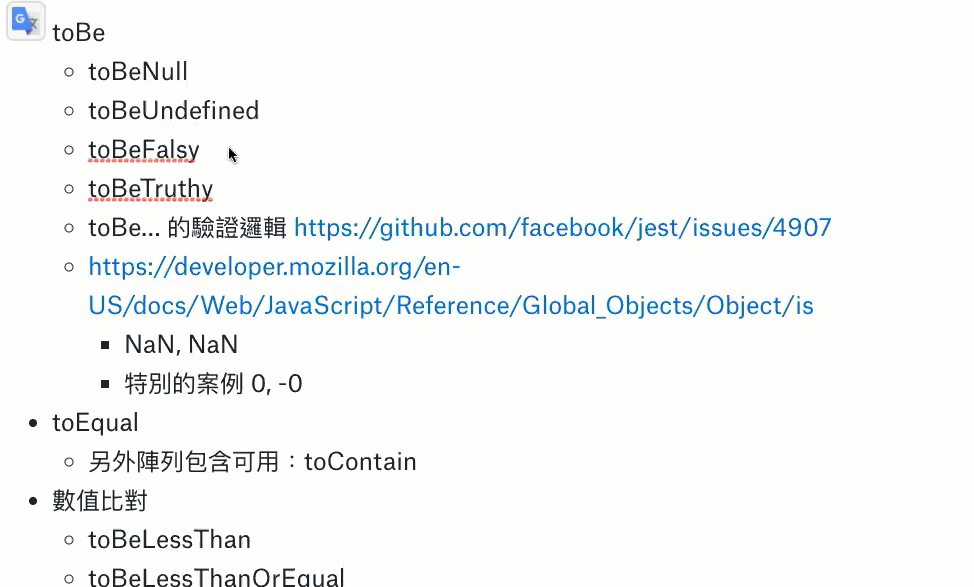 toBe
toBeNull
toBeUndefined
toBeFalsy
toBeTruthy
toBe... 的驗證邏輯 https://github.com/facebook/jest/issues/4907
https://developer.mozilla.org/en-
US/docs/Web/JavaScript/Reference/Global_Objects/Object/is
NaN, NaN
特別的案例 0, -0
toEqual
另外陣列包含可用：toContain
數值比對
toBeLessThan
toBeLessThanOrEqual